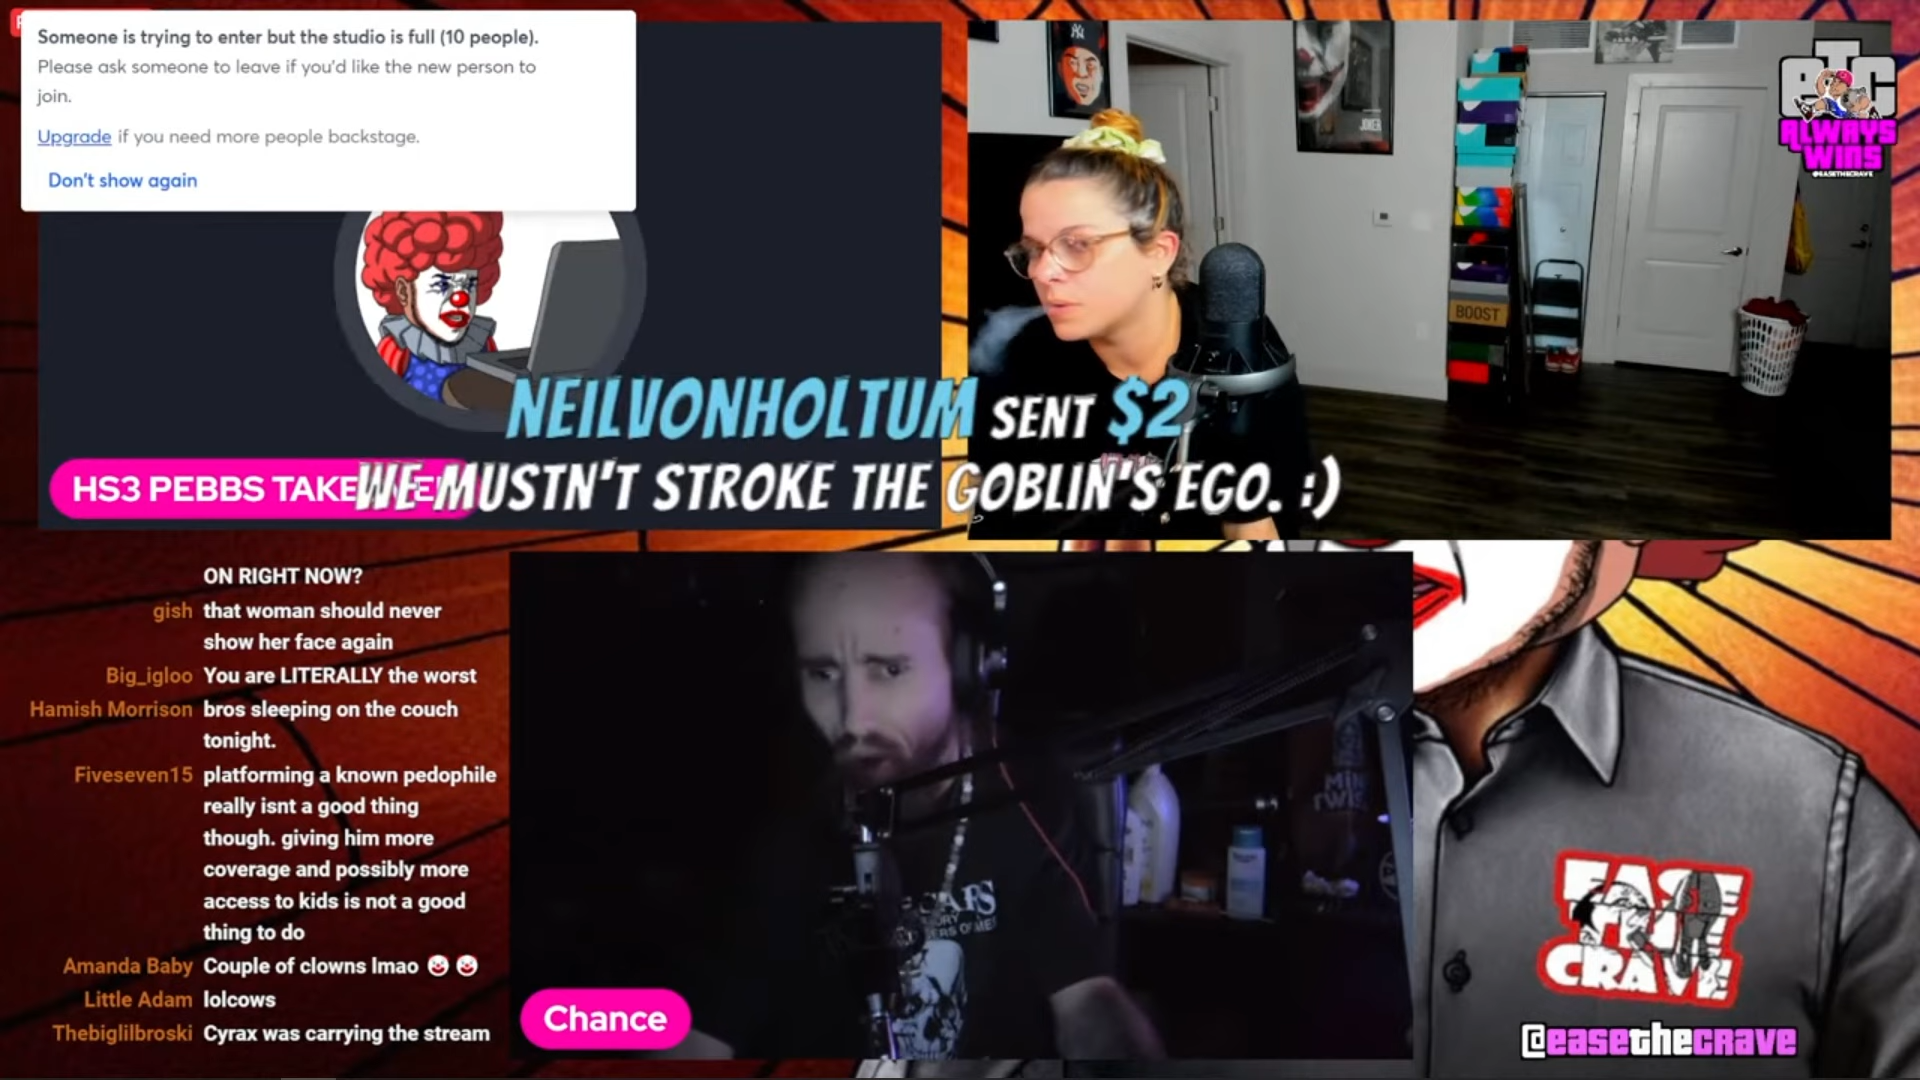 Someone is trying to enter but the studio is full (10 people).
Please ask someone to leave if you'd like the new person to
join.
Upgrade if you need more people backstage.
Don't show again
JOKER
BOOST
eTC
ALWAYS
WINS
@EASETHECRAVE
NEILVONHOLTUM SENT $2
WE MUSTN'T STROKE THE GOBLIN'S EGO. :)
HS3 PEBBS TAKE
ON RIGHT NOW?
gish that woman should never
show her face again
Big_igloo You are LITERALLY the worst
Hamish Morrison bros sleeping on the couch
tonight.
Fiveseven15 platforming a known pedophile
really isnt a good thing
though. giving him more
coverage and possibly more
access to kids is not a good
thing to do
Amanda Baby Couple of clowns lmao 🤡 🤡
Little Adam lolcows
Thebiglilbroski Cyrax was carrying the stream
Chance
EASE
THE
CRAVE
@easethecrave